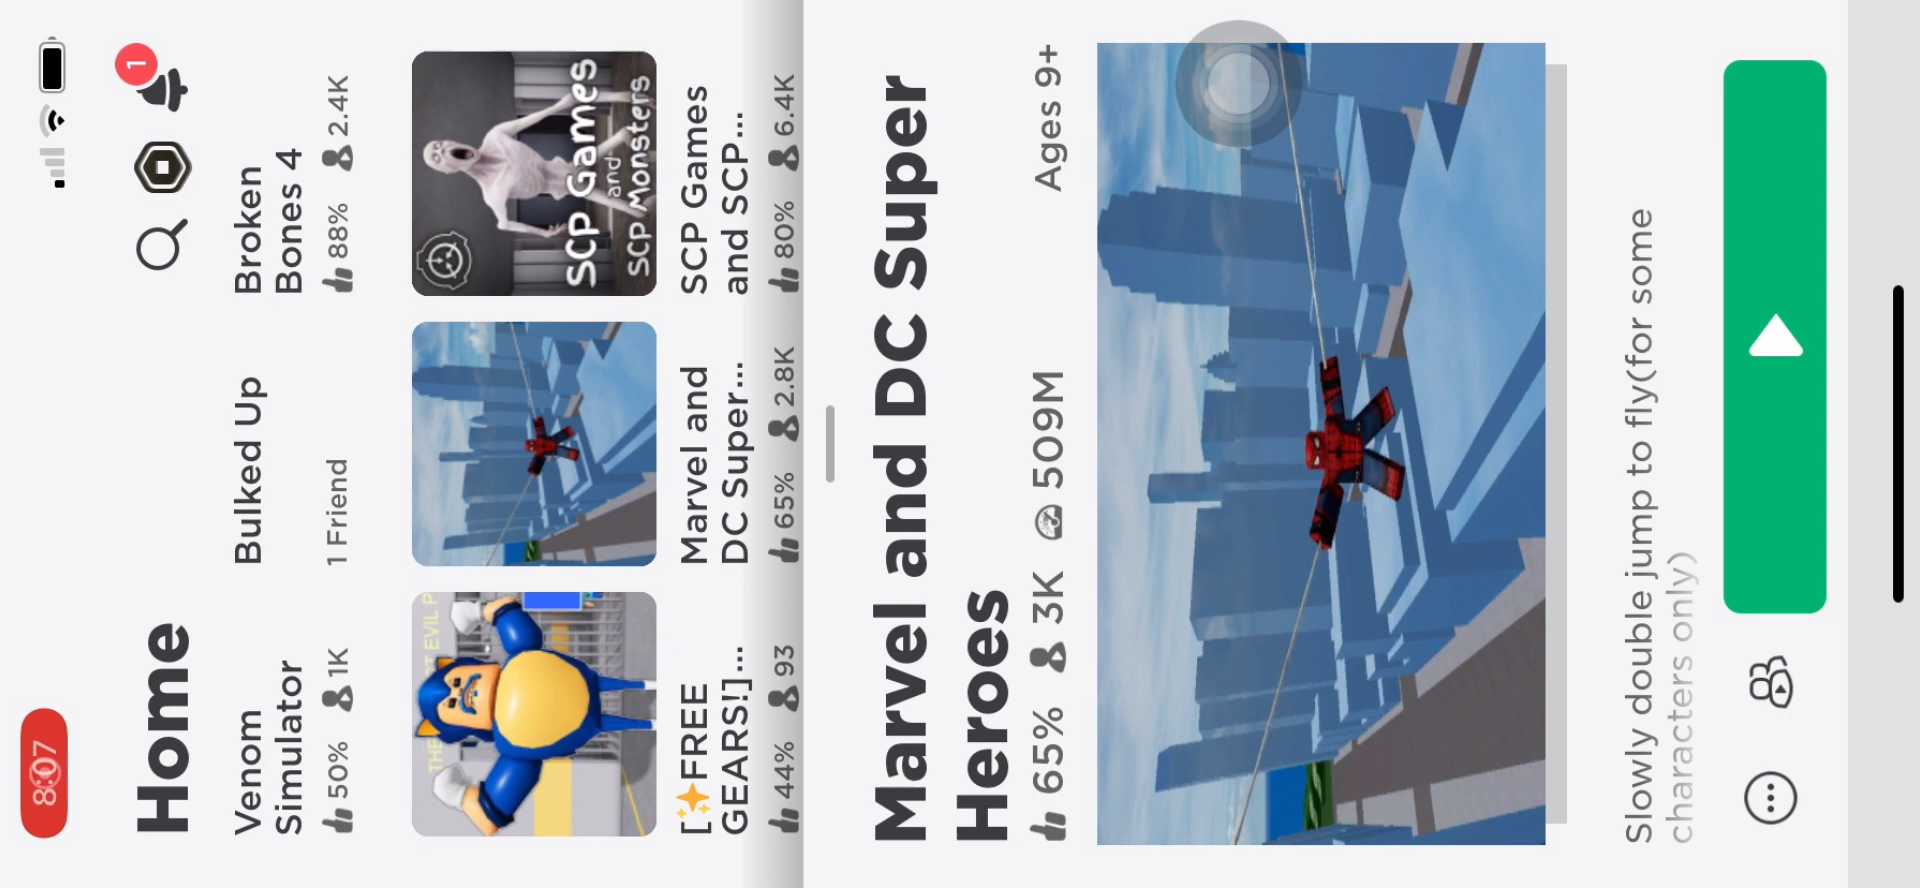 8:07
Home
1
Venom
Simulator
50% 1K
Bulked Up
1 Friend
Broken
Bones 4
88% 2.4K
SCP Games
and
SCP Monsters
[✨FREE
GEARS!]...
44% 93
Marvel and
DC Super...
65% 2.8K
SCP Games
and SCP...
80% 6.4K
Marvel and DC Super
Heroes
65% 3K 509M Ages 9+
Slowly double jump to fly(for some
characters only)